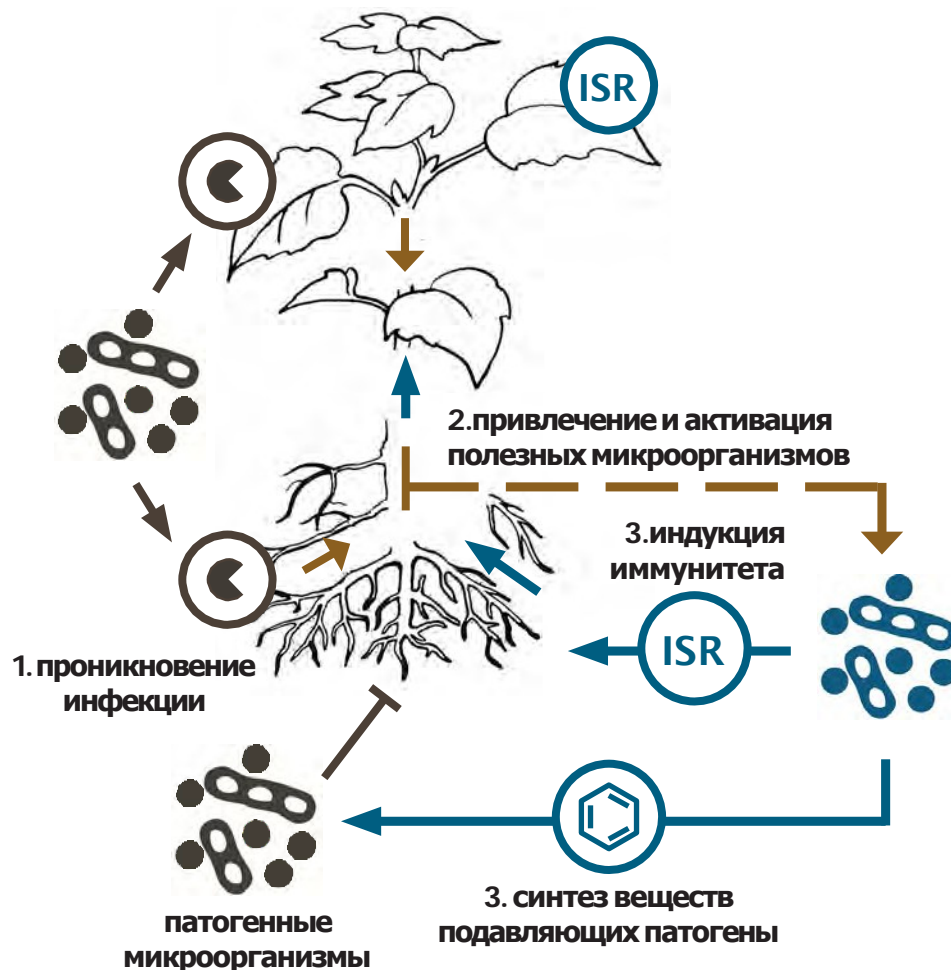 ISR
2.привлечение и активация
полезных микроорганизмов
3.индукция
иммунитета
ISR
1. проникновение
инфекции
3. синтез веществ
подавляющих патогены
патогенные
микроорганизмы